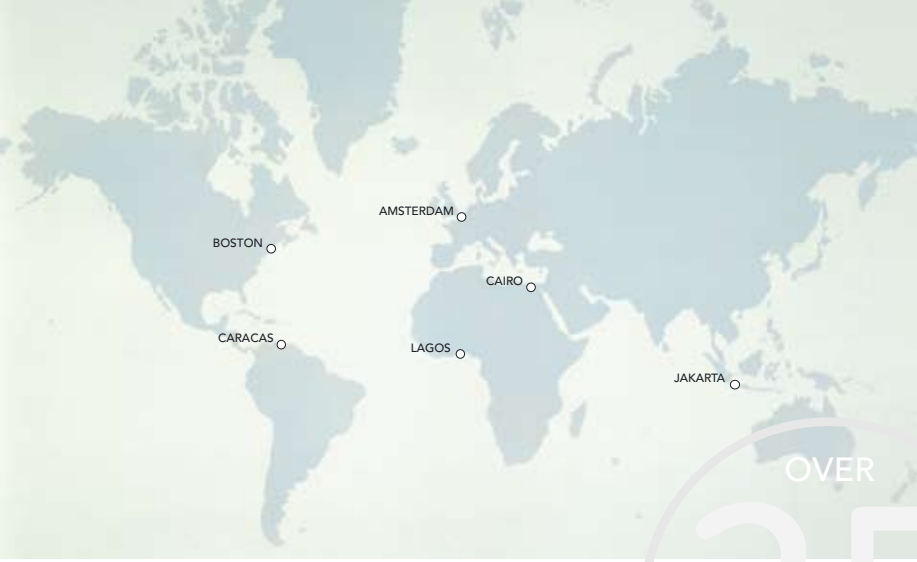 AMSTERDAM
BOSTON
CAIRO
CARACAS
LAGOS
JAKARTA
OVER